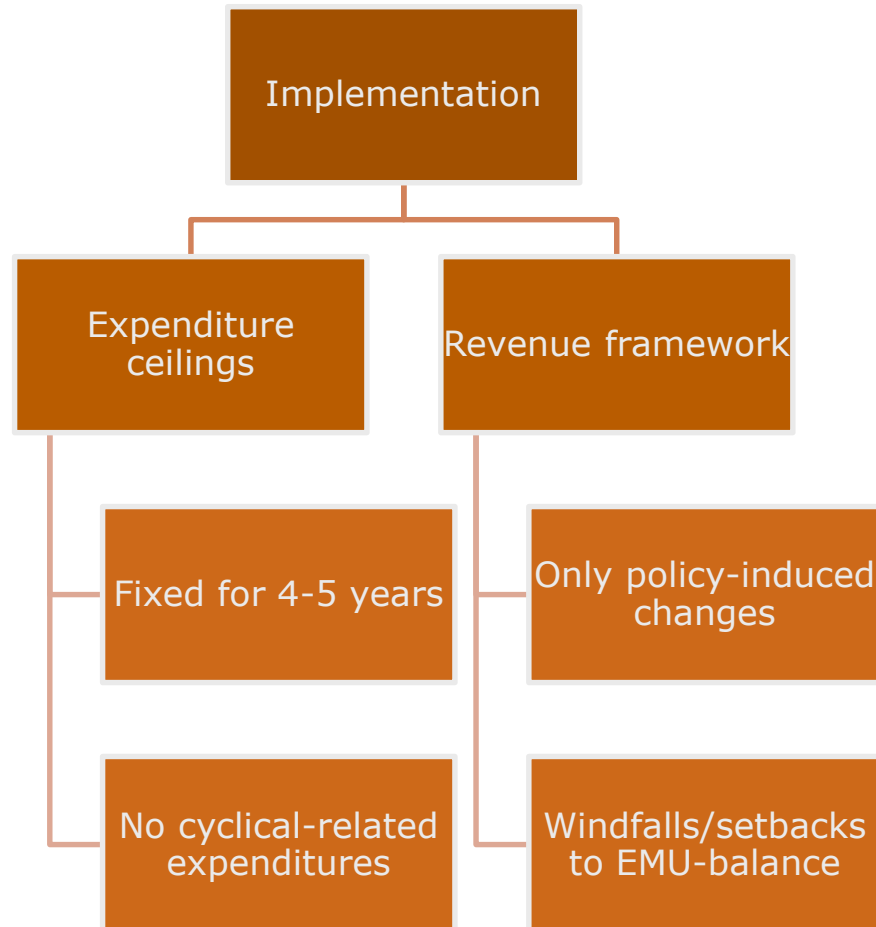 Implementation
Expenditure
ceilings
Revenue framework
Fixed for 4-5 years
Only policy-induced
changes
No cyclical-related
expenditures
Windfalls/setbacks
to EMU-balance